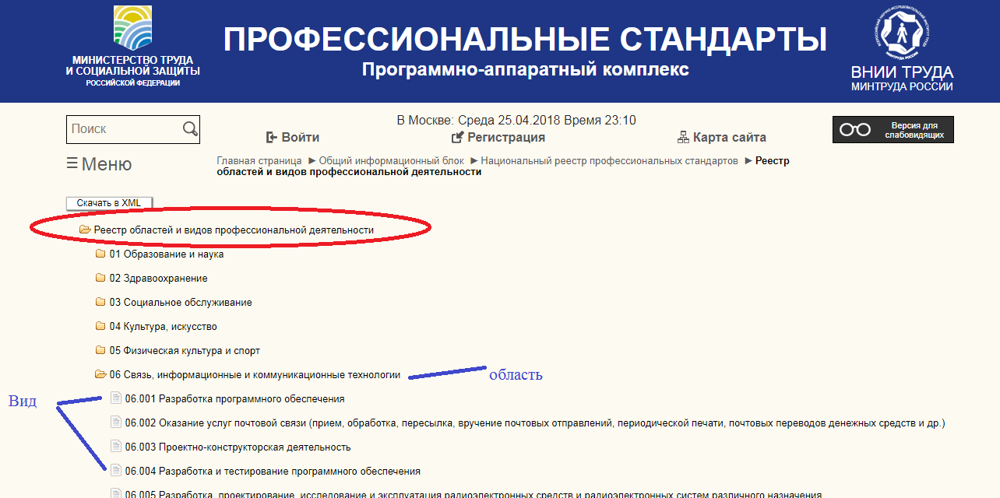 МИНИСТЕРСТВО ТРУДА
И СОЦИАЛЬНОЙ ЗАЩИТЫ
РОССИЙСКОЙ ФЕДЕРАЦИИ
ПРОФЕССИОНАЛЬНЫЕ СТАНДАРТЫ
Программно-аппаратный комплекс
ВНИИ ТРУДА
МИНТРУДА РОССИИ
Поиск
В Москве: Среда 25.04.2018 Время 23:10
Войти
Регистрация
Карта сайта
Версия для
слабовидящих
Меню
Главная страница ► Общий информационный блок ► Национальный реестр профессиональных стандартов ► Реестр
областей и видов профессиональной деятельности
Скачать в XML
Реестр областей и видов профессиональной деятельности
01 Образование и наука
02 Здравоохранение
03 Социальное обслуживание
04 Культура, искусство
05 Физическая культура и спорт
06 Связь, информационные и коммуникационные технологии
область
Вид
06.001 Разработка программного обеспечения
06.002 Оказание услуг почтовой связи (прием, обработка, пересылка, вручение почтовых отправлений, периодической печати, почтовых переводов денежных средств и др.)
06.003 Проектно-конструкторская деятельность
06.004 Разработка и тестирование программного обеспечения
06.005 Разработка, проектирование, исследование и эксплуатация радиоэлектронных средств и радиоэлектронных систем различного назначения